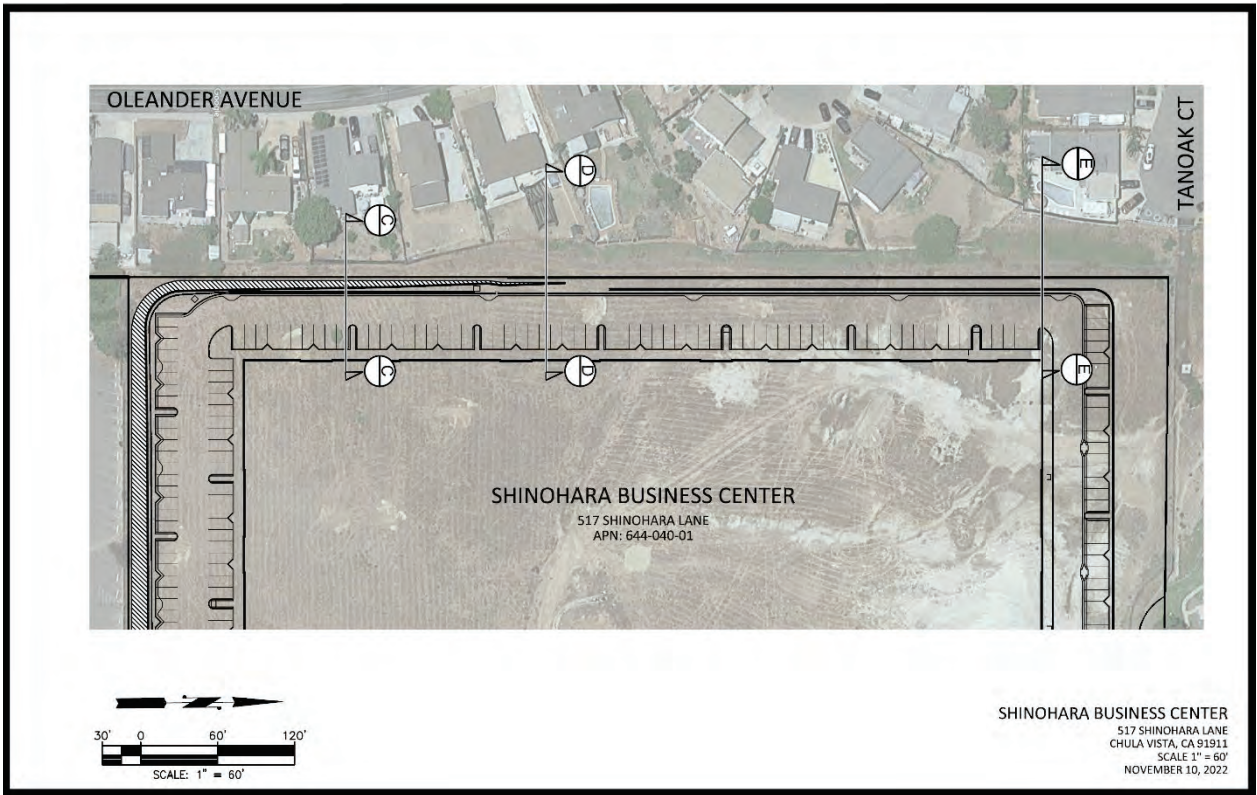 OLEANDER AVENUE
TANOAK CT
C
D
E
C
D
E
SHINOHARA BUSINESS CENTER
517 SHINOHARA LANE
APN: 644-040-01
30' 0 60' 120'
SCALE: 1" = 60'
SHINOHARA BUSINESS CENTER
517 SHINOHARA LANE
CHULA VISTA, CA 91911
SCALE 1" = 60'
NOVEMBER 10, 2022